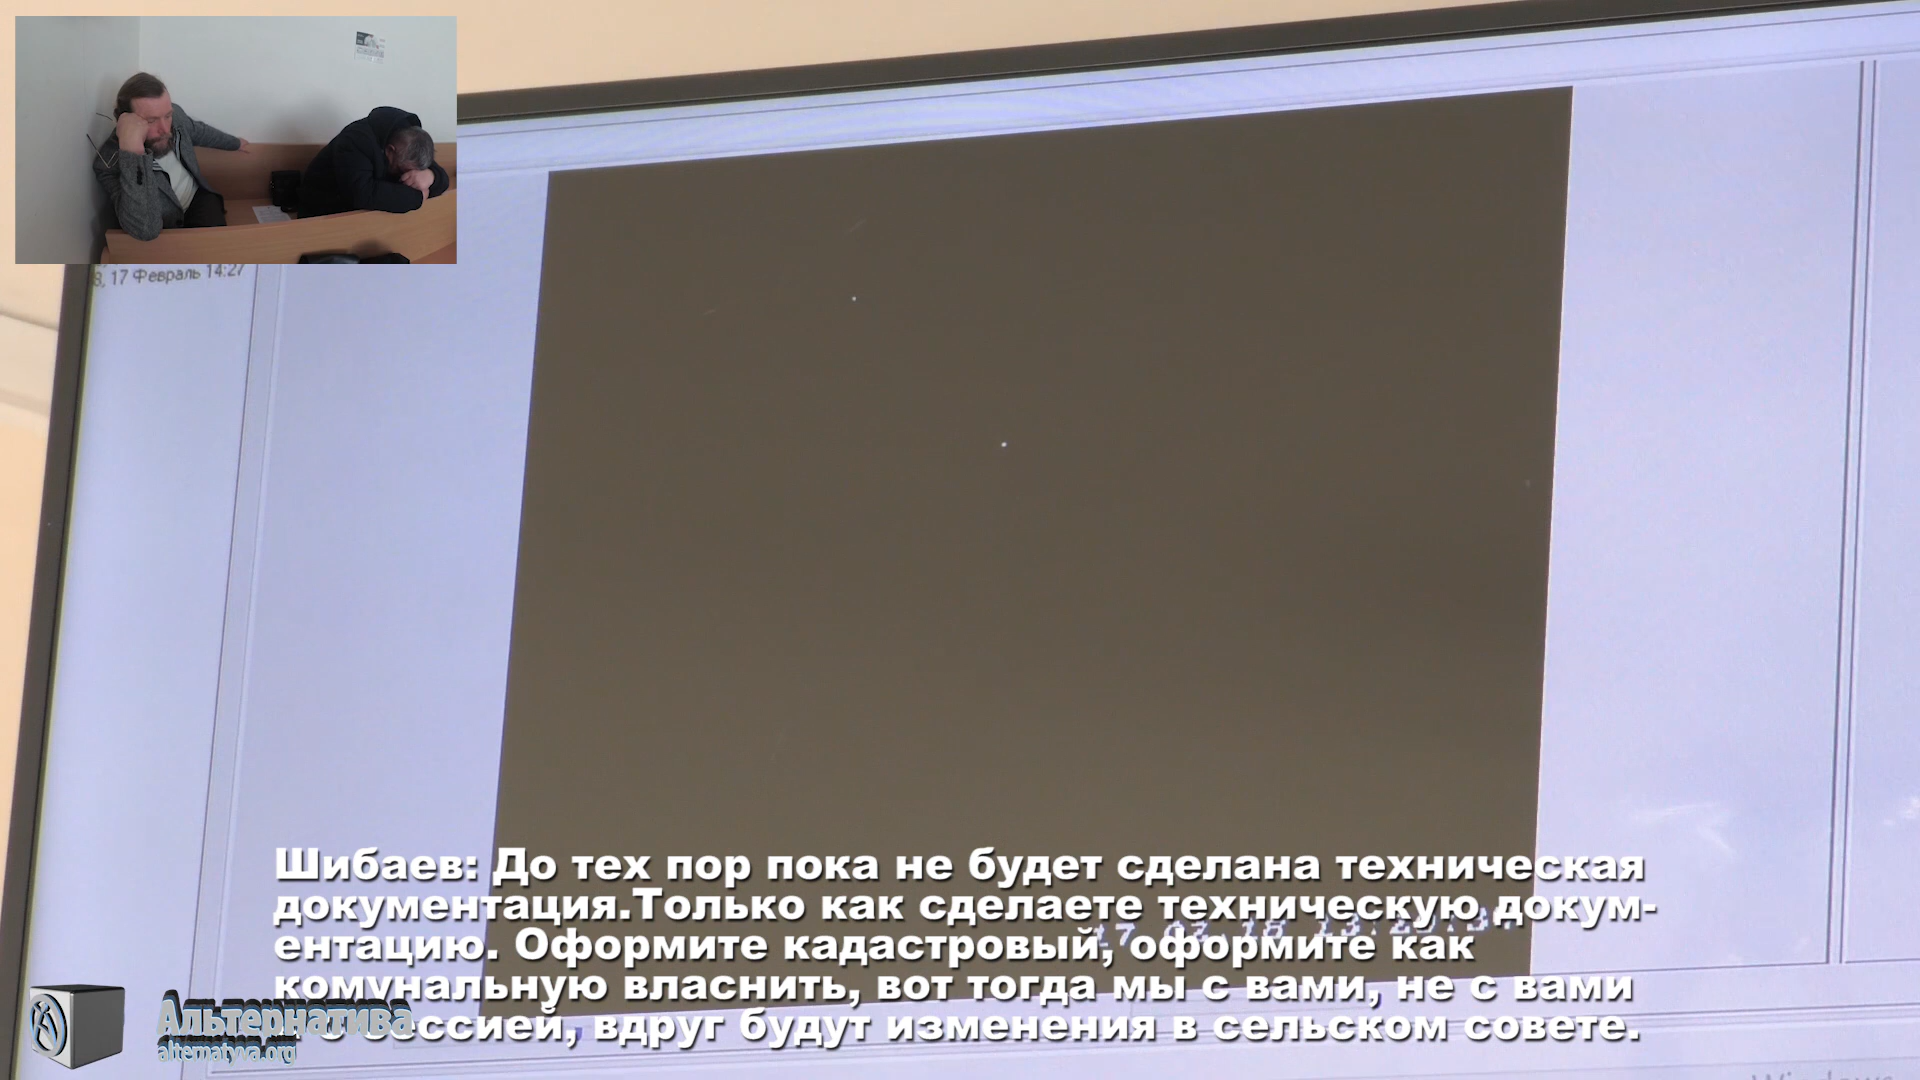 8, 17 Февраль 14:27
Шибаев: До тех пор пока не будет сделана техническая
документация.Только как сделаете техническую докум-
ентацию. Оформите кадастровый, оформите как
комунальную власнить, вот тогда мы с вами, не с вами
сессией, вдруг будут изменения в сельском совете.
Альтернатива
alternatyva.org
Windows